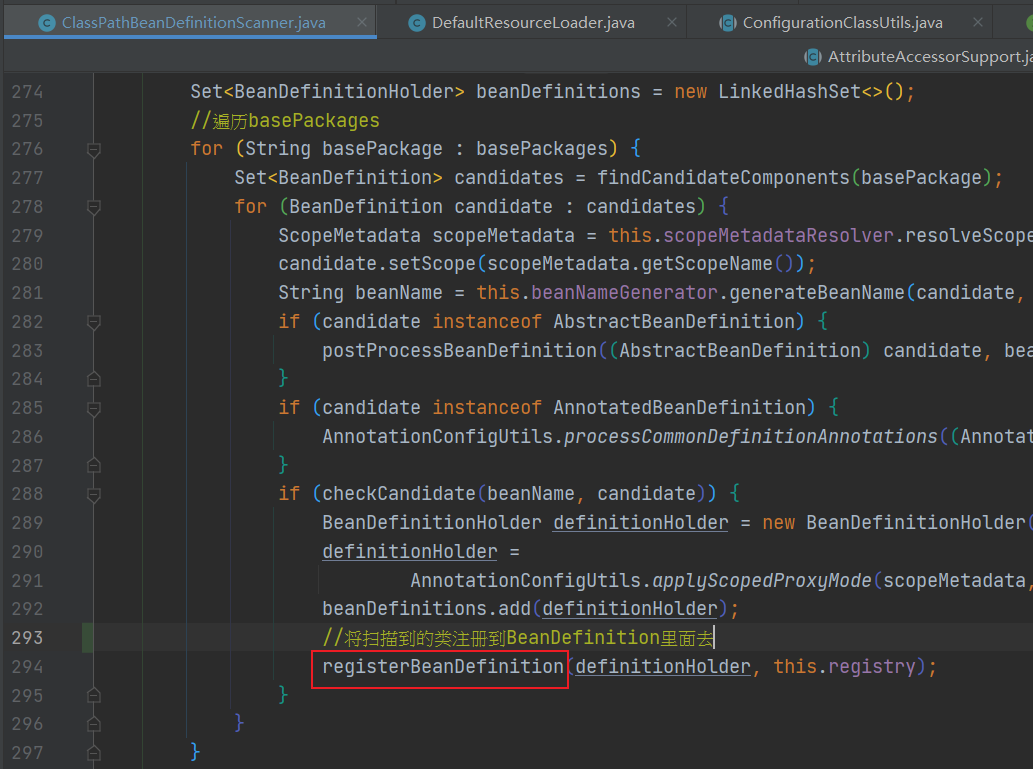 ClassPathBeanDefinitionScanner.java
DefaultResourceLoader.java
ConfigurationClassUtils.java
AttributeAccessorSupport.ja
274 Set<BeanDefinitionHolder> beanDefinitions = new LinkedHashSet<>();
275 //遍历basePackages
276 for (String basePackage : basePackages) {
277 Set<BeanDefinition> candidates = findCandidateComponents(basePackage);
278 for (BeanDefinition candidate : candidates) {
279 ScopeMetadata scopeMetadata = this.scopeMetadataResolver.resolveScope
280 candidate.setScope(scopeMetadata.getScopeName());
281 String beanName = this.beanNameGenerator.generateBeanName(candidate,
282 if (candidate instanceof AbstractBeanDefinition) {
283 postProcessBeanDefinition((AbstractBeanDefinition) candidate, bea
284 }
285 if (candidate instanceof AnnotatedBeanDefinition) {
286 AnnotationConfigUtils.processCommonDefinitionAnnotations((Annotat
287 }
288 if (checkCandidate(beanName, candidate)) {
289 BeanDefinitionHolder definitionHolder = new BeanDefinitionHolder(
290 definitionHolder =
291 AnnotationConfigUtils.applyScopedProxyMode(scopeMetadata,
292 beanDefinitions.add(definitionHolder);
293 //将扫描到的类注册到BeanDefinition里面去
294 registerBeanDefinition(definitionHolder, this.registry);
295 }
296 }
297 }